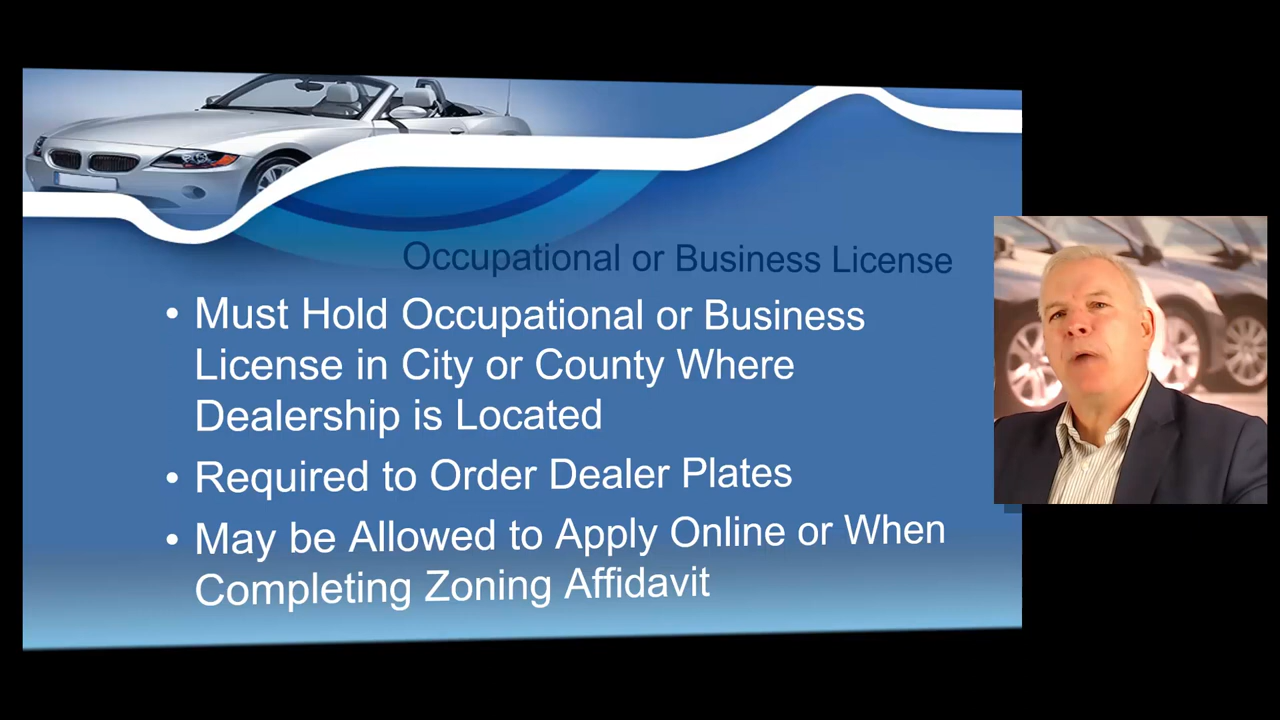 Occupational or Business License
• Must Hold Occupational or Business
License in City or County Where
Dealership is Located
• Required to Order Dealer Plates
• May be Allowed to Apply Online or When
Completing Zoning Affidavit